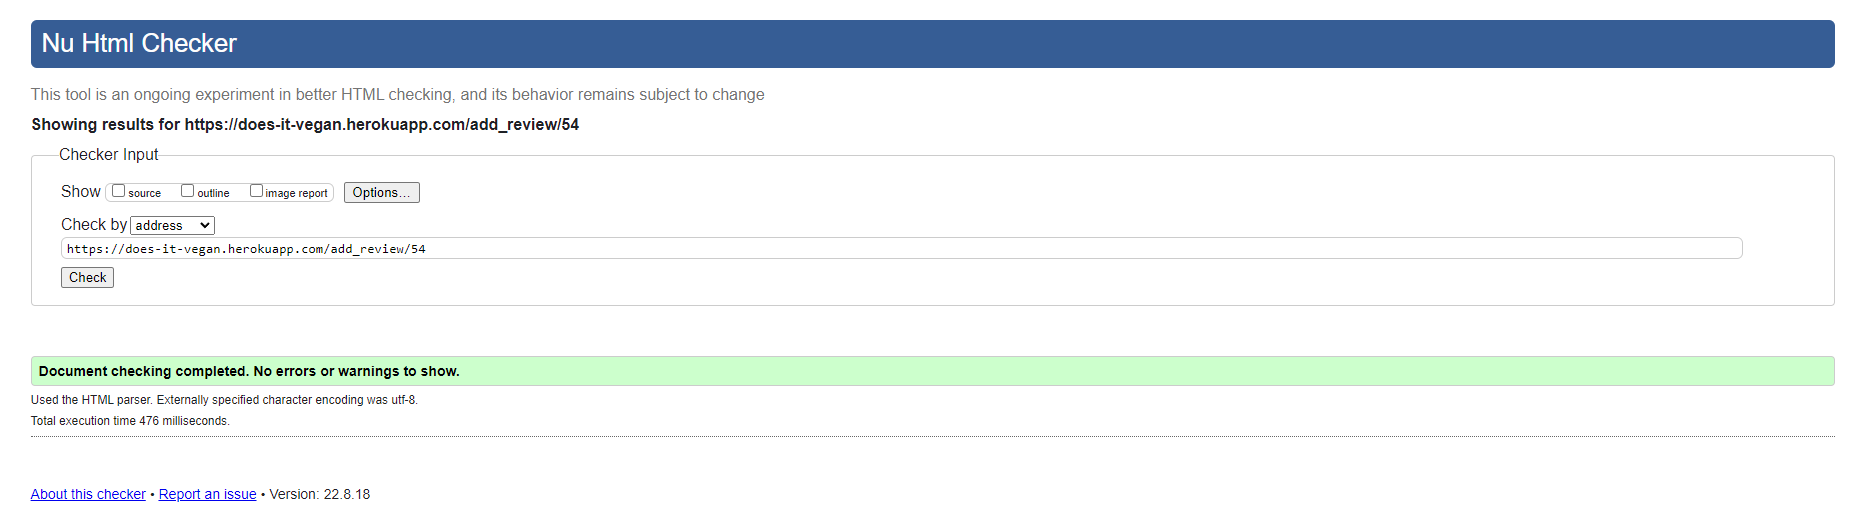 Nu Html Checker
This tool is an ongoing experiment in better HTML checking, and its behavior remains subject to change
Showing results for https://does-it-vegan.herokuapp.com/add_review/54
Checker Input
Show source outline image report Options...
Check by address
https://does-it-vegan.herokuapp.com/add_review/54
Check
Document checking completed. No errors or warnings to show.
Used the HTML parser. Externally specified character encoding was utf-8.
Total execution time 476 milliseconds.
About this checker • Report an issue • Version: 22.8.18